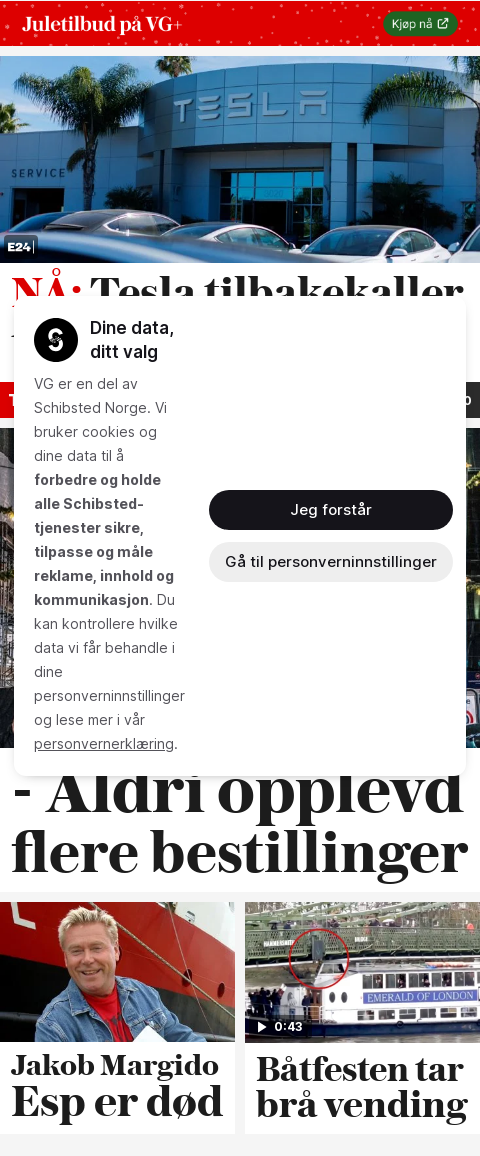 Juletilbud på VG+
Kjøp nå
TESLA
SERVICE
E24
NÅ: Tesla tilbakekaller
Dine data,
ditt valg
VG er en del av
Schibsted Norge. Vi
bruker cookies og
dine data til å
forbedre og holde
alle Schibsted-
tjenester sikre,
tilpasse og måle
reklame, innhold og
kommunikasjon. Du
kan kontrollere hvilke
data vi får behandle i
dine
personverninnstillinger
og lese mer i vår
personvernerklæring.
Jeg forstår
Gå til personverninnstillinger
- Aldri opplevd
flere bestillinger
EMERALD OF LONDON
0:43
Jakob Margido
Esp er død
Båtfesten tar
brå vending